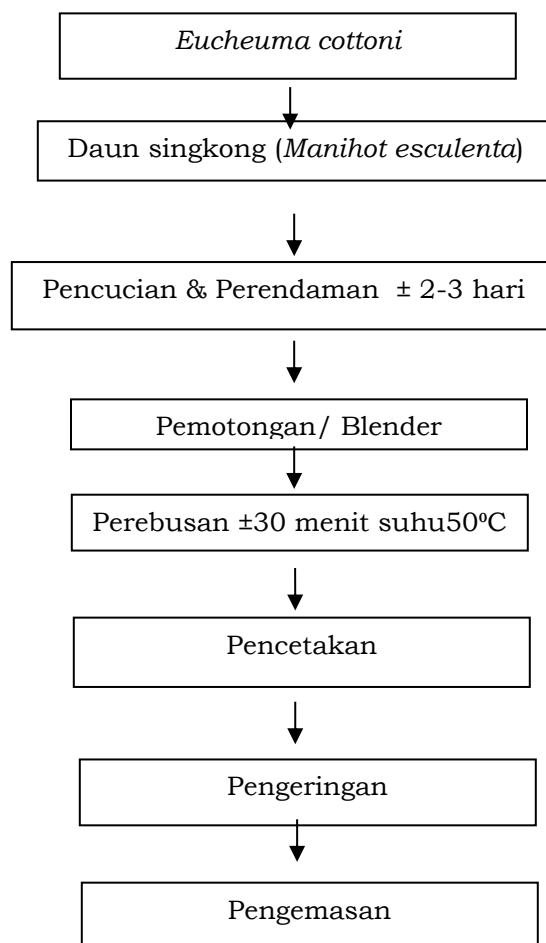 Eucheuma cottoni
Daun singkong (Manihot esculenta)
Pencucian & Perendaman ± 2-3 hari
Pemotongan/ Blender
Perebusan ±30 menit suhu50⁰C
Pencetakan
Pengeringan
Pengemasan